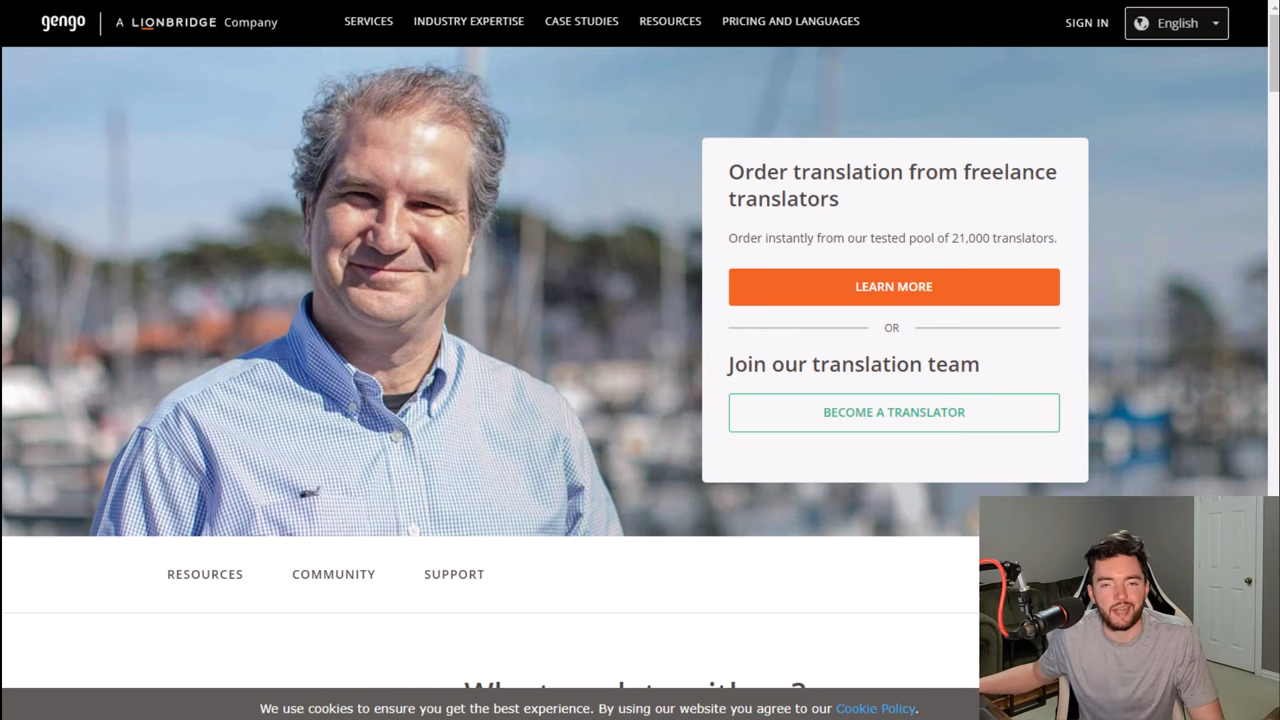 gengo A LIONBRIDGE Company SERVICES INDUSTRY EXPERTISE CASE STUDIES RESOURCES PRICING AND LANGUAGES SIGN IN English
Order translation from freelance
translators
Order instantly from our tested pool of 21,000 translators.
LEARN MORE
OR
Join our translation team
BECOME A TRANSLATOR
RESOURCES COMMUNITY SUPPORT
We use cookies to ensure you get the best experience. By using our website you agree to our Cookie Policy.